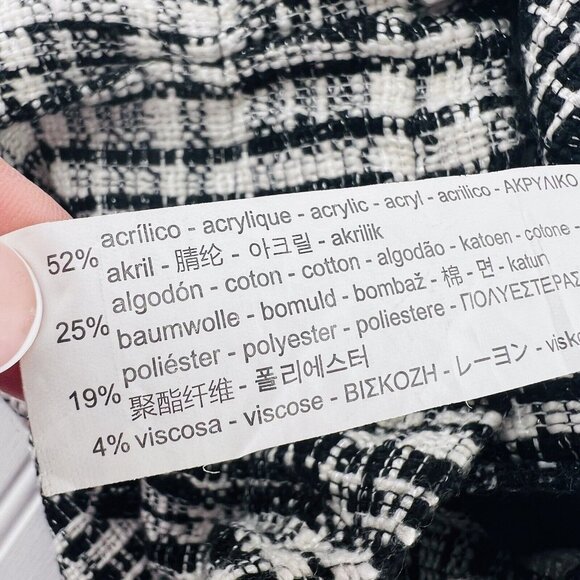 52% acrílico - acrylique - acrylic - acryl - acrilico - ΑΚΡΥΛΙΚΟ
akril - 腈纶 - 아크릴 - akrilik
25% algodón - coton - cotton - algodão - katoen - cotone -
baumwolle - bomuld - bombaž - 棉 - 면 - katun
19% poliéster - polyester - poliestere - ΠΟΛΥΕΣΤΕΡΑΣ
聚酯纤维 - 폴리에스터
4% viscosa - viscose - ΒΙΣΚΟΖΗ - レーヨン - visko